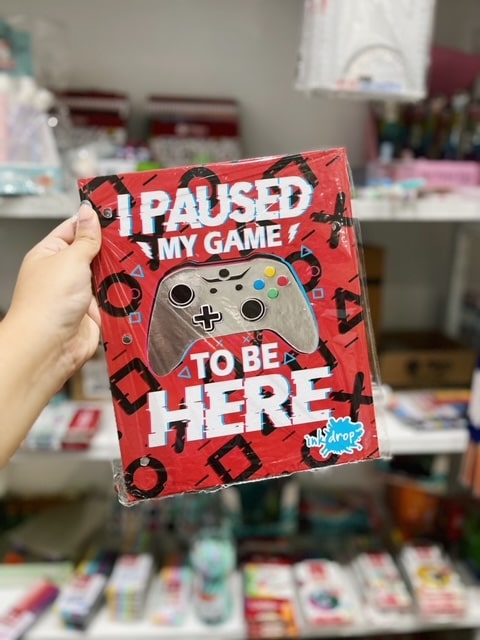 I PAUSED
MY GAME
TO BE
HERE
ink drop